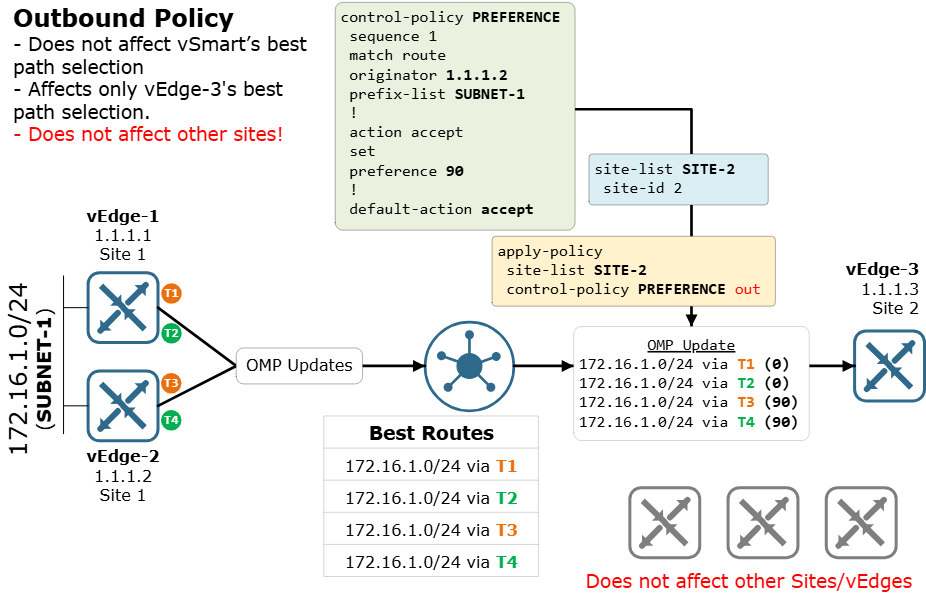 Outbound Policy
- Does not affect vSmart’s best
path selection
- Affects only vEdge-3's best
path selection.
- Does not affect other sites!
control-policy PREFERENCE
sequence 1
match route
originator 1.1.1.2
prefix-list SUBNET-1
!
action accept
set
preference 90
!
default-action accept
site-list SITE-2
site-id 2
apply-policy
site-list SITE-2
control-policy PREFERENCE out
vEdge-1
1.1.1.1
Site 1
T1
T2
172.16.1.0/24
(SUBNET-1)
T3
T4
vEdge-2
1.1.1.2
Site 1
OMP Updates
Best Routes
172.16.1.0/24 via T1
172.16.1.0/24 via T2
172.16.1.0/24 via T3
172.16.1.0/24 via T4
OMP Update
172.16.1.0/24 via T1 (0)
172.16.1.0/24 via T2 (0)
172.16.1.0/24 via T3 (90)
172.16.1.0/24 via T4 (90)
vEdge-3
1.1.1.3
Site 2
Does not affect other Sites/vEdges